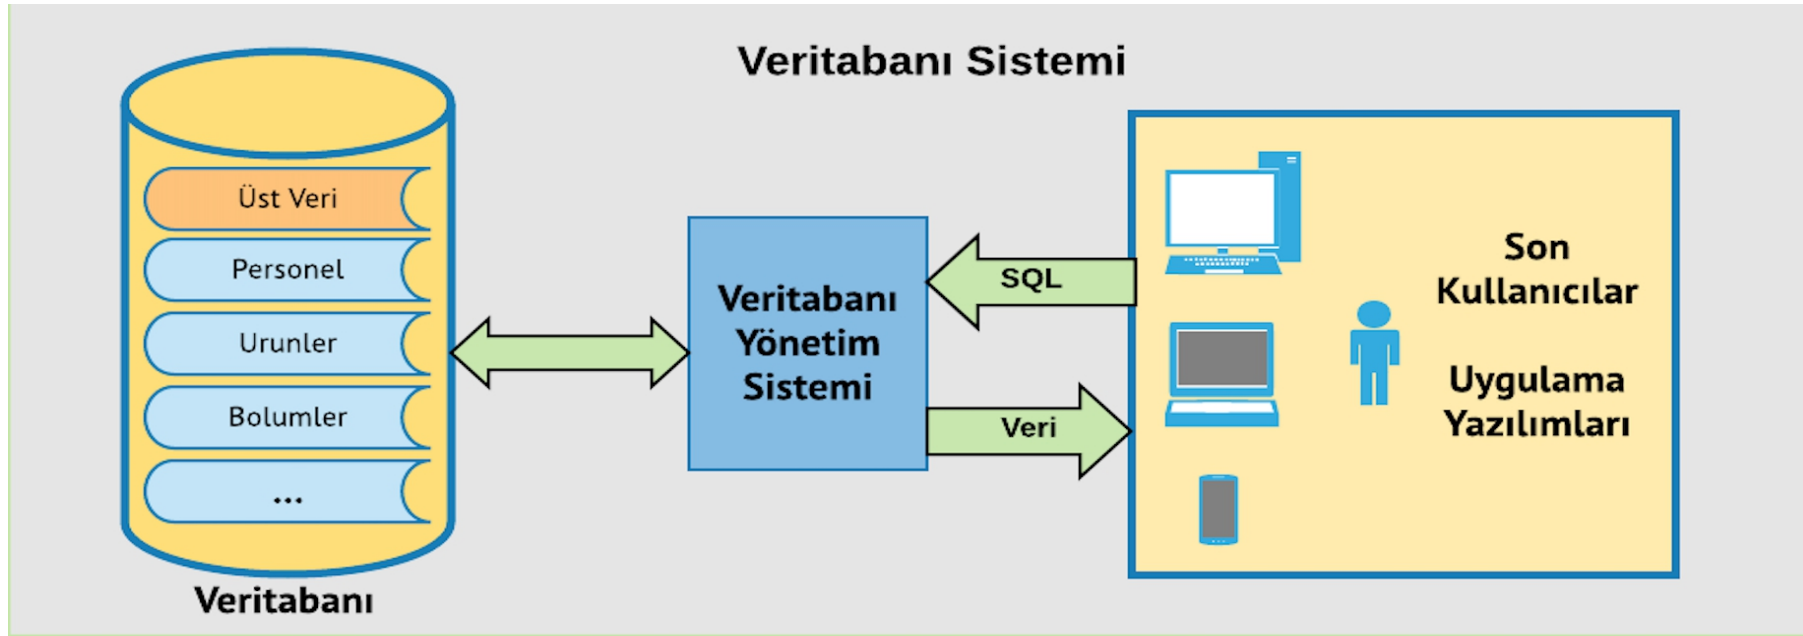 Veritabanı Sistemi
Üst Veri
Personel
Urunler
Bolumler
...
Veritabanı
Veritabanı
Yönetim
Sistemi
SQL
Veri
Son
Kullanıcılar
Uygulama
Yazılımları